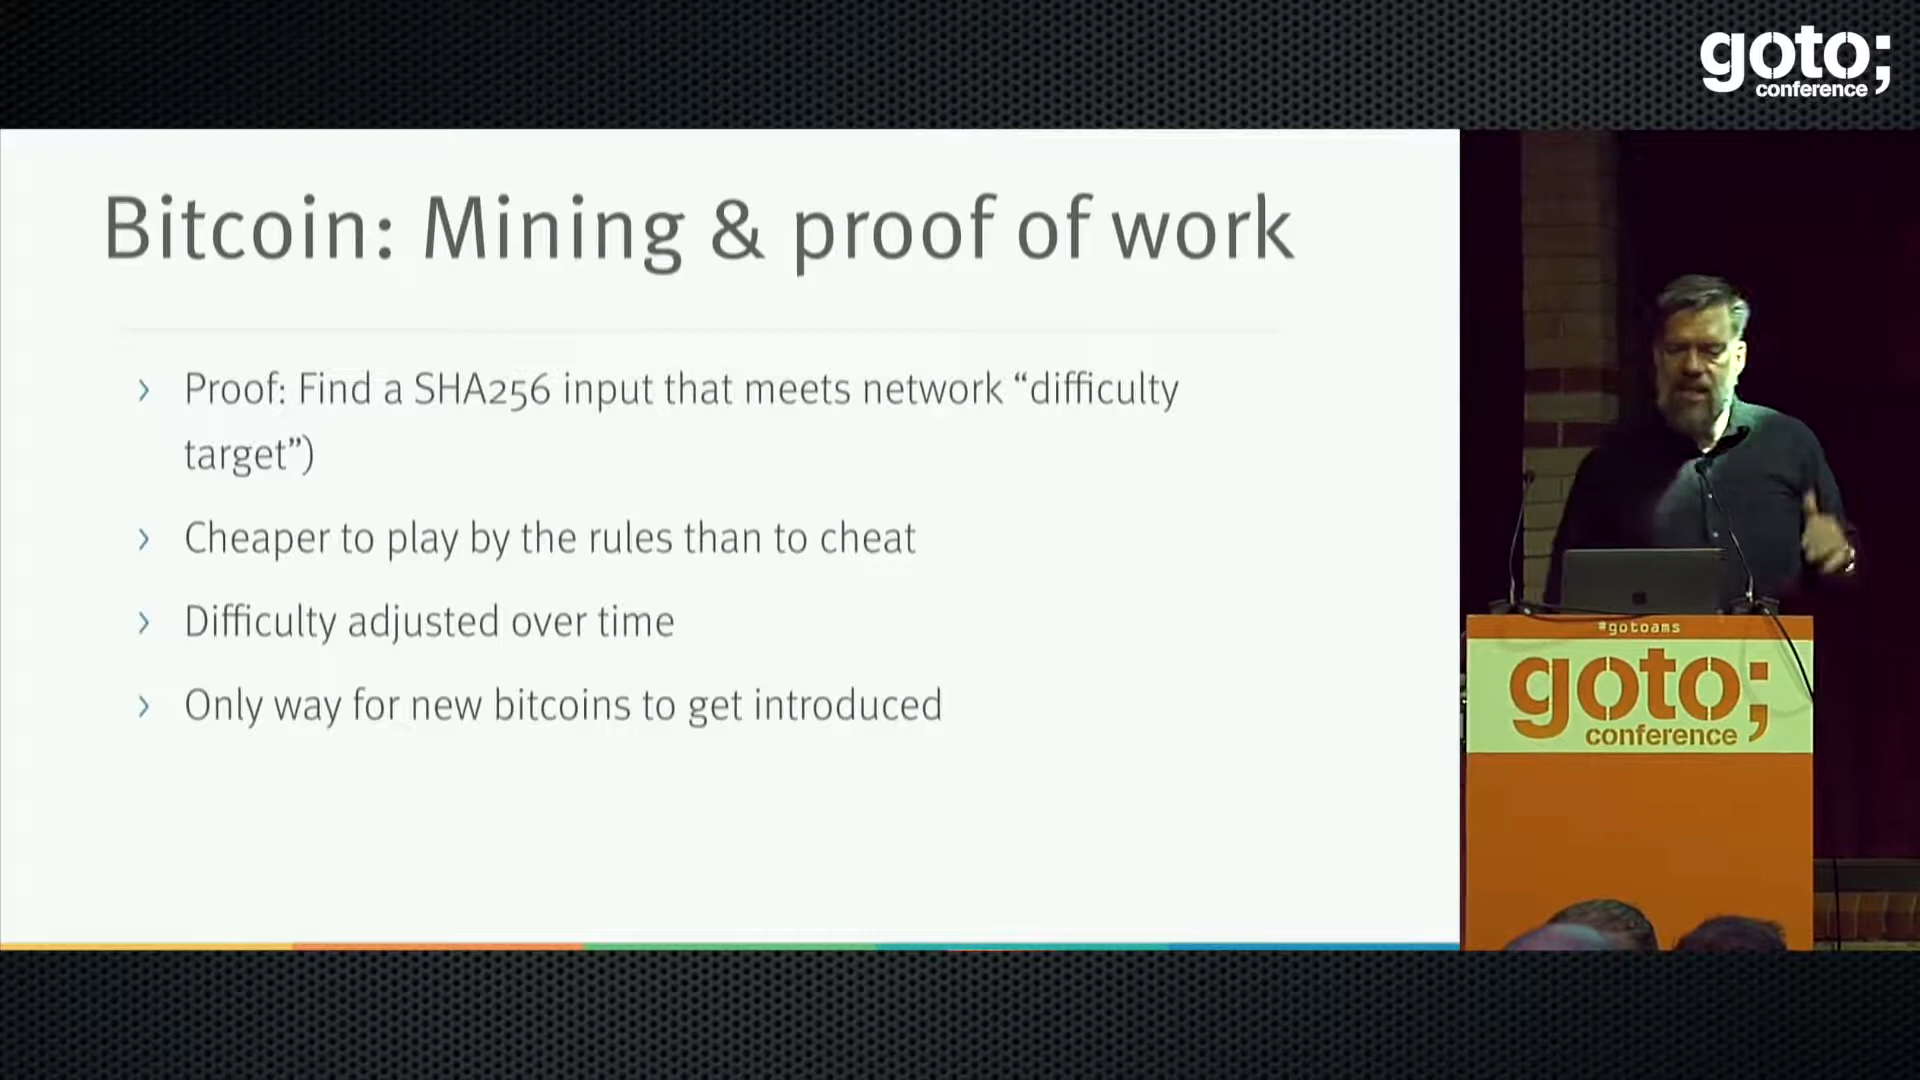 goto;
conference
Bitcoin: Mining & proof of work
› Proof: Find a SHA256 input that meets network “difficulty
target”)
› Cheaper to play by the rules than to cheat
› Difficulty adjusted over time
› Only way for new bitcoins to get introduced
#gotoams
goto;
conference